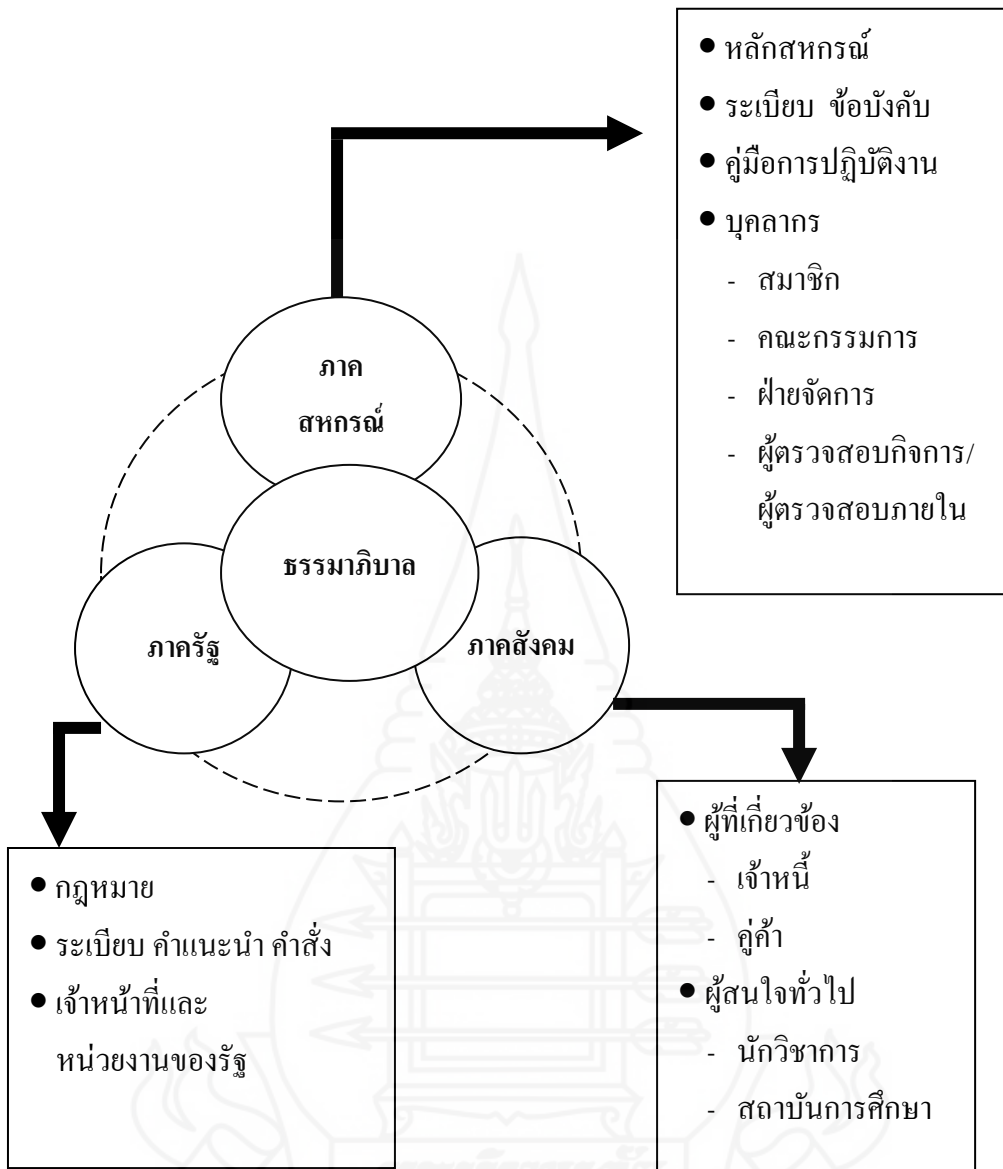 ● หลักสหกรณ์
● ระเบียบ ข้อบังคับ
● คู่มือการปฏิบัติงาน
● บุคลากร
- สมาชิก
- คณะกรรมการ
- ฝ่ายจัดการ
- ผู้ตรวจสอบกิจการ/
ผู้ตรวจสอบภายใน
ภาค
สหกรณ์
ธรรมาภิบาล
ภาครัฐ
ภาคสังคม
● กฎหมาย
● ระเบียบ คำแนะนำ คำสั่ง
● เจ้าหน้าที่และ
หน่วยงานของรัฐ
● ผู้ที่เกี่ยวข้อง
- เจ้าหนี้
- คู่ค้า
● ผู้สนใจทั่วไป
- นักวิชาการ
- สถาบันการศึกษา